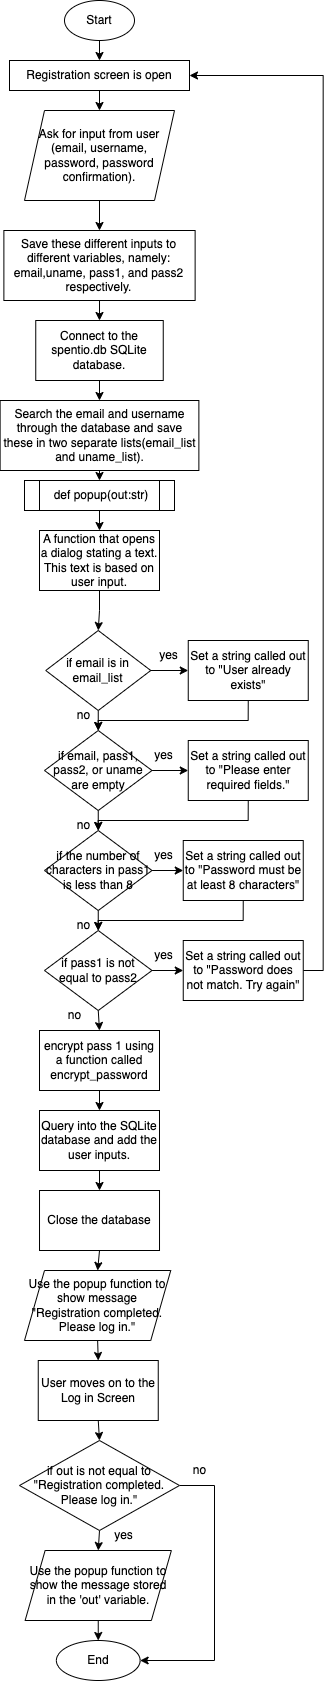 Start
Registration screen is open
Ask for input from user
(email, username,
password, password
confirmation).
Save these different inputs to
different variables, namely:
email,uname, pass1, and pass2
respectively.
Connect to the
spentio.db SQLite
database.
Search the email and username
through the database and save
these in two separate lists(email_list
and uname_list).
def popup(out:str)
A function that opens
a dialog stating a text.
This text is based on
user input.
if email is in
email_list
yes
Set a string called out
to "User already
exists"
no
if email, pass1,
pass2, or uname
are empty
yes
Set a string called out
to "Please enter
required fields."
no
if the number of
characters in pass1
is less than 8
yes
Set a string called out
to "Password must be
at least 8 characters"
no
if pass1 is not
equal to pass2
yes
Set a string called out
to "Password does
not match. Try again"
no
encrypt pass 1 using
a function called
encrypt_password
Query into the SQLite
database and add the
user inputs.
Close the database
Use the popup function to
show message
"Registration completed.
Please log in."
User moves on to the
Log in Screen
if out is not equal to
"Registration completed.
Please log in."
no
yes
Use the popup function to
show the message stored
in the 'out' variable.
End